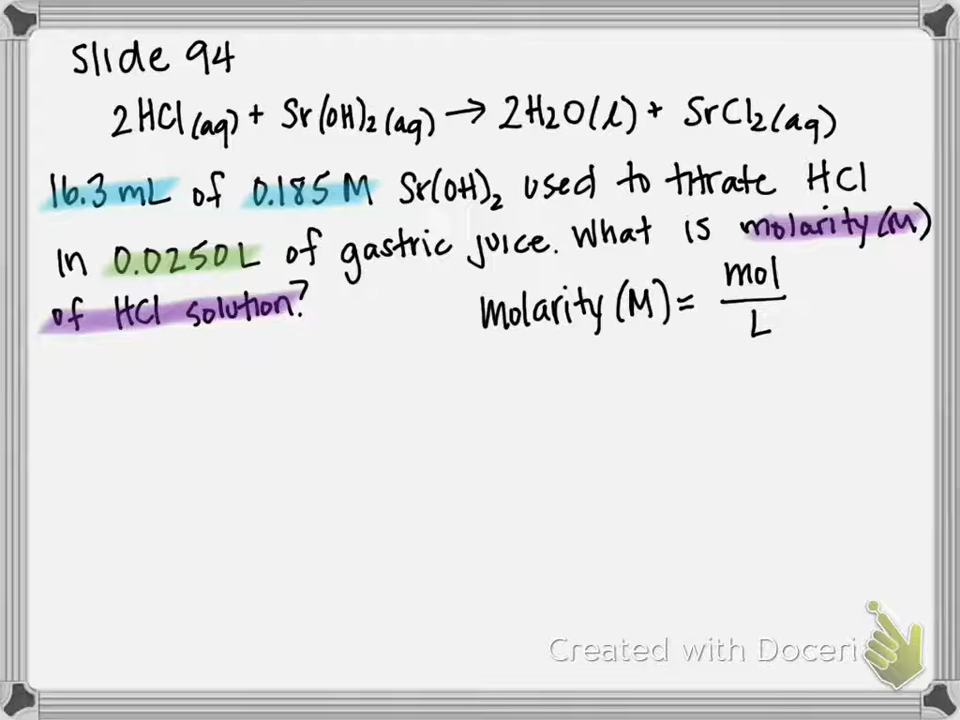 Slide 94
2HCl(aq) + Sr(OH)₂(aq) → 2H₂O(l) + SrCl₂(aq)
16.3 mL of 0.185 M Sr(OH)₂ used to titrate HCl
in 0.0250 L of gastric juice. What is molarity (M)
of HCl solution?
molarity (M) = mol
L
Created with Doceri